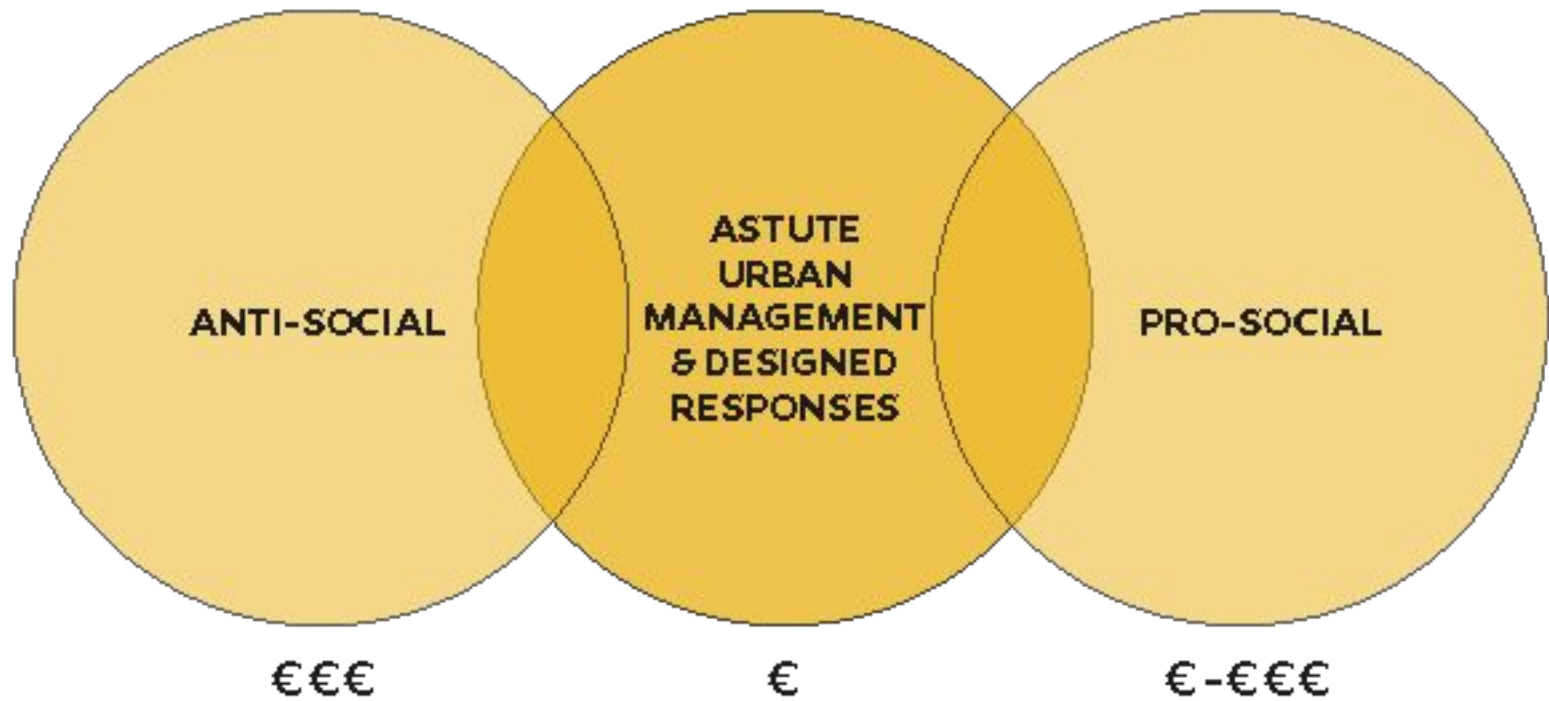 ANTI-SOCIAL
ASTUTE
URBAN
MANAGEMENT
& DESIGNED
RESPONSES
PRO-SOCIAL
€€€
€
€-€€€